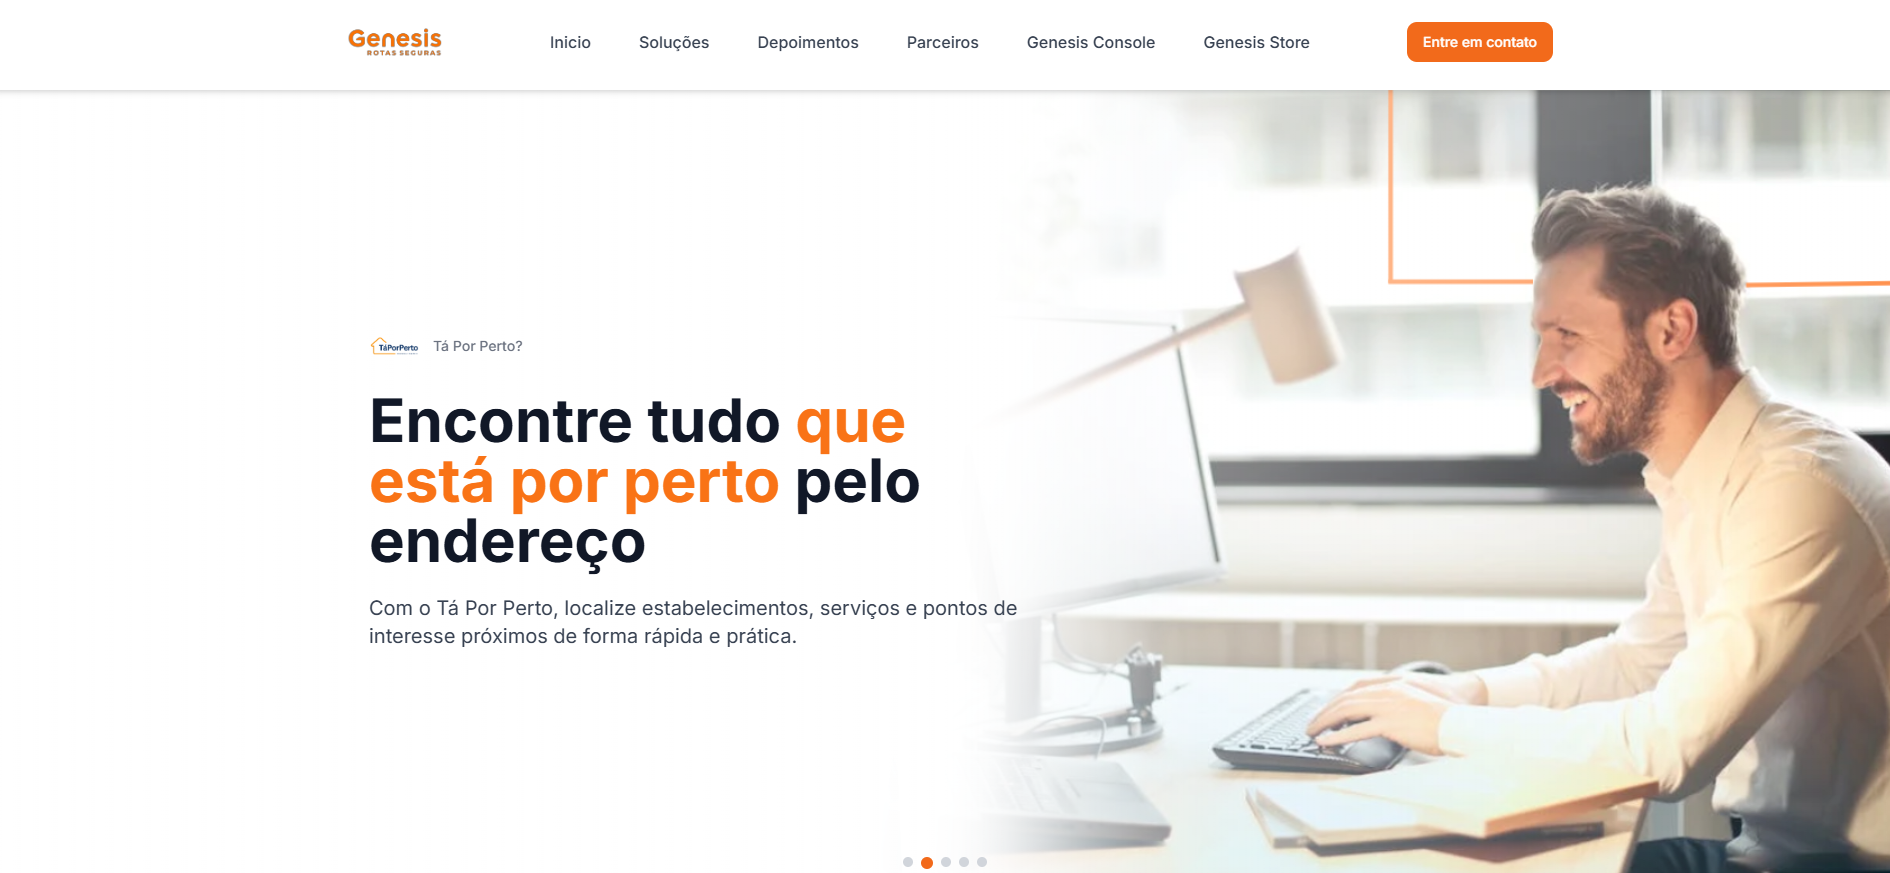 Genesis
ROTAS SEGURAS
Inicio
Soluções
Depoimentos
Parceiros
Genesis Console
Genesis Store
Entre em contato
TáPorPerto
Tá Por Perto?
Encontre tudo que
está por perto pelo
endereço
Com o Tá Por Perto, localize estabelecimentos, serviços e pontos de
interesse próximos de forma rápida e prática.